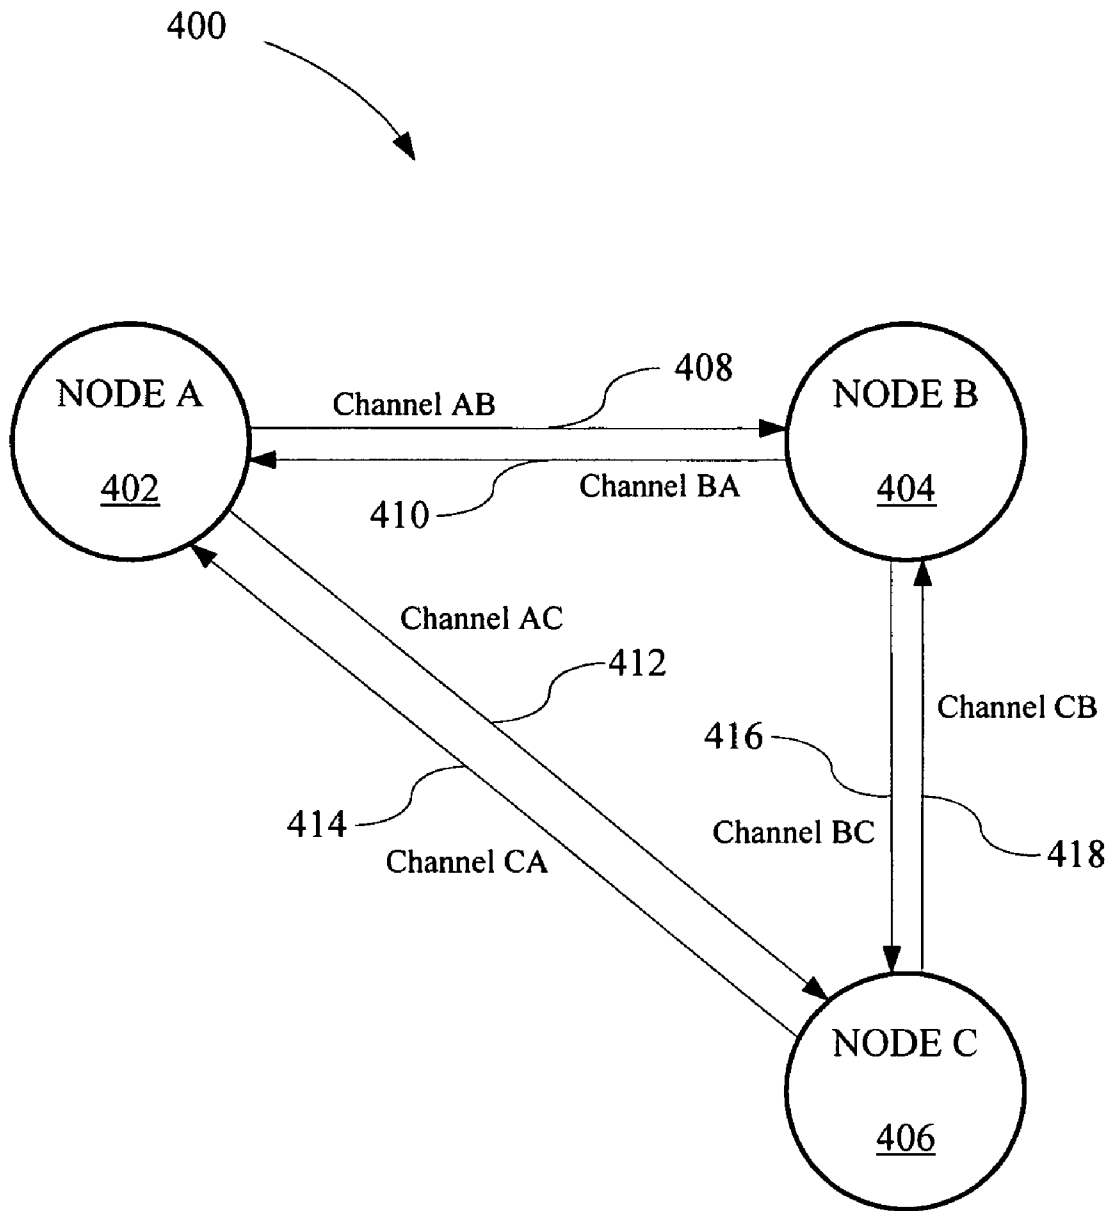 400
NODE A
402
NODE B
404
Channel AB
408
410
Channel BA
Channel AC
412
414
Channel CA
Channel CB
416
Channel BC
418
NODE C
406